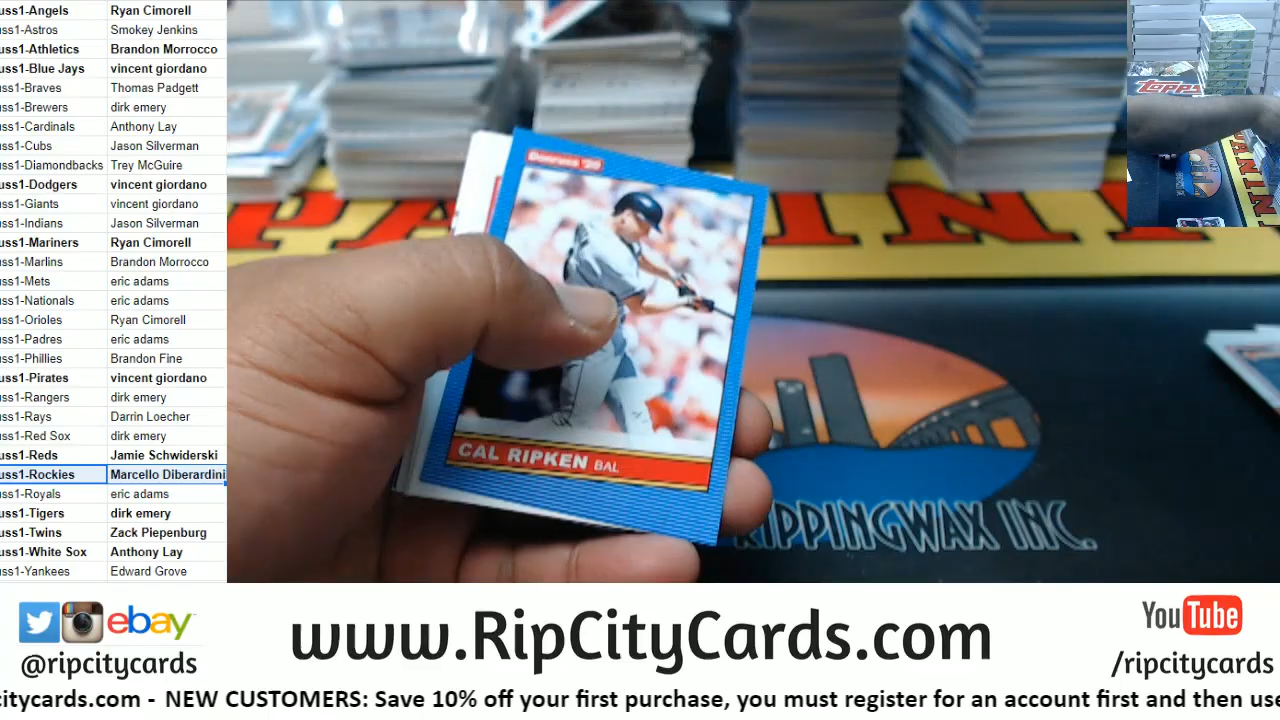 uss1-Angels Ryan Cimorell
uss1-Astros Smokey Jenkins
uss1-Athletics Brandon Morrocco
uss1-Blue Jays vincent giordano
uss1-Braves Thomas Padgett
uss1-Brewers dirk emery
uss1-Cardinals Anthony Lay
uss1-Cubs Jason Silverman
uss1-Diamondbacks Trey McGuire
uss1-Dodgers vincent giordano
uss1-Giants vincent giordano
uss1-Indians Jason Silverman
uss1-Mariners Ryan Cimorell
uss1-Marlins Brandon Morrocco
uss1-Mets eric adams
uss1-Nationals eric adams
uss1-Orioles Ryan Cimorell
uss1-Padres eric adams
uss1-Phillies Brandon Fine
uss1-Pirates vincent giordano
uss1-Rangers dirk emery
uss1-Rays Darrin Loecher
uss1-Red Sox dirk emery
uss1-Reds Jamie Schwiderski
uss1-Rockies Marcello Diberardini
uss1-Royals eric adams
uss1-Tigers dirk emery
uss1-Twins Zack Piepenburg
uss1-White Sox Anthony Lay
uss1-Yankees Edward Grove
PANINI
Topps
Donruss '20
CAL RIPKEN BAL
RIPPINGWAX INC.
ebay
@ripcitycards
www.RipCityCards.com
YouTube
/ripcitycards
citycards.com - NEW CUSTOMERS: Save 10% off your first purchase, you must register for an account first and then use